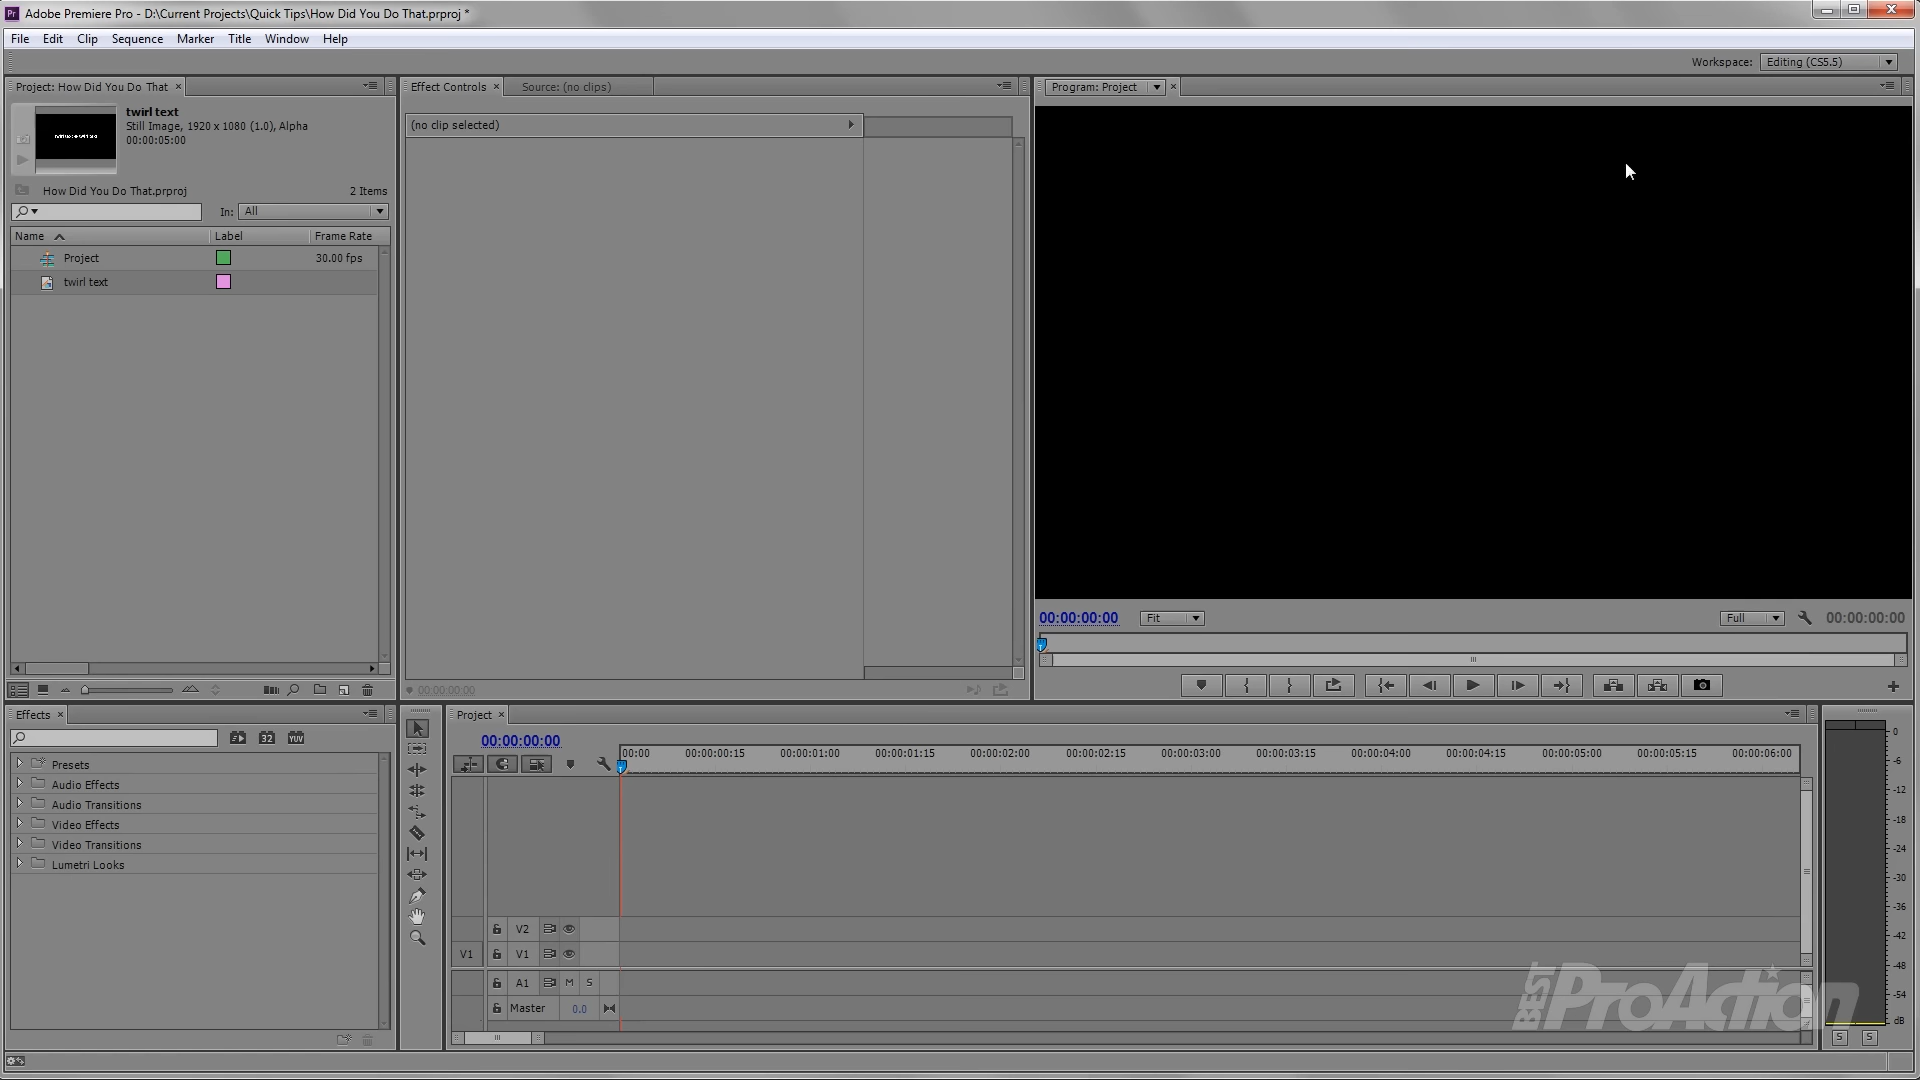 Adobe Premiere Pro - D:\Current Projects\Quick Tips\How Did You Do That.prproj *
File Edit Clip Sequence Marker Title Window Help
Workspace: Editing (CS5.5)
Project: How Did You Do That
twirl text
Still Image, 1920 x 1080 (1.0), Alpha
00:00:05:00
How Did You Do That.prproj 2 Items
In: All
Name Label Frame Rate
Project 30.00 fps
twirl text
Effect Controls Source: (no clips)
(no clip selected)
00:00:00:00
Program: Project
00:00:00:00 Fit Full 00:00:00:00
Effects
32 YUV
Presets
Audio Effects
Audio Transitions
Video Effects
Video Transitions
Lumetri Looks
Project
00:00:00:00
00:00 00:00:00:15 00:00:01:00 00:00:01:15 00:00:02:00 00:00:02:15 00:00:03:00 00:00:03:15 00:00:04:00 00:00:04:15 00:00:05:00 00:00:05:15 00:00:06:00
V2
V1 V1
A1 M S
Master 0.0
0
-6
-12
-18
-24
-30
-36
-42
-48
-54
dB
S S
BEST ProAction